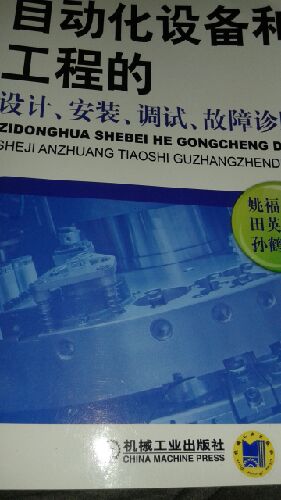 自动化设备和
工程的
设计、安装、调试、故障诊
ZIDONGHUA SHEBEI HE GONGCHENG D
SHEJI ANZHUANG TIAOSHI GUZHANGZHEND
姚福
田英
孙鹤
机械工业出版社
CHINA MACHINE PRESS